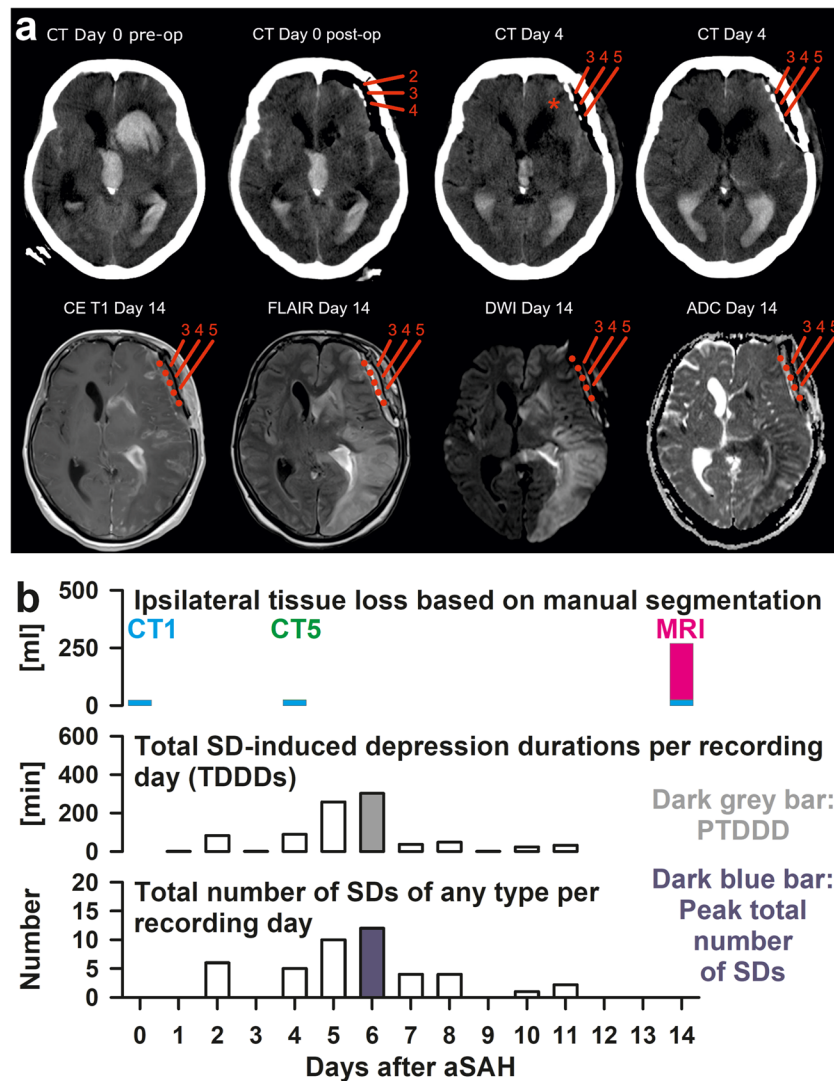 a
CT Day 0 pre-op
CT Day 0 post-op
CT Day 4
CT Day 4
2
3
4
3 4 5
*
3 4 5
CE T1 Day 14
FLAIR Day 14
DWI Day 14
ADC Day 14
3 4 5
3 4 5
3 4 5
3 4 5
b
Ipsilateral tissue loss based on manual segmentation
CT1
CT5
MRI
[ml]
500
250
0
Total SD-induced depression durations per recording
day (TDDDs)
[min]
600
400
200
0
Dark grey bar:
PTDDD
Total number of SDs of any type per
recording day
Number
20
15
10
5
0
Dark blue bar:
Peak total
number
of SDs
0 1 2 3 4 5 6 7 8 9 10 11 12 13 14
Days after aSAH